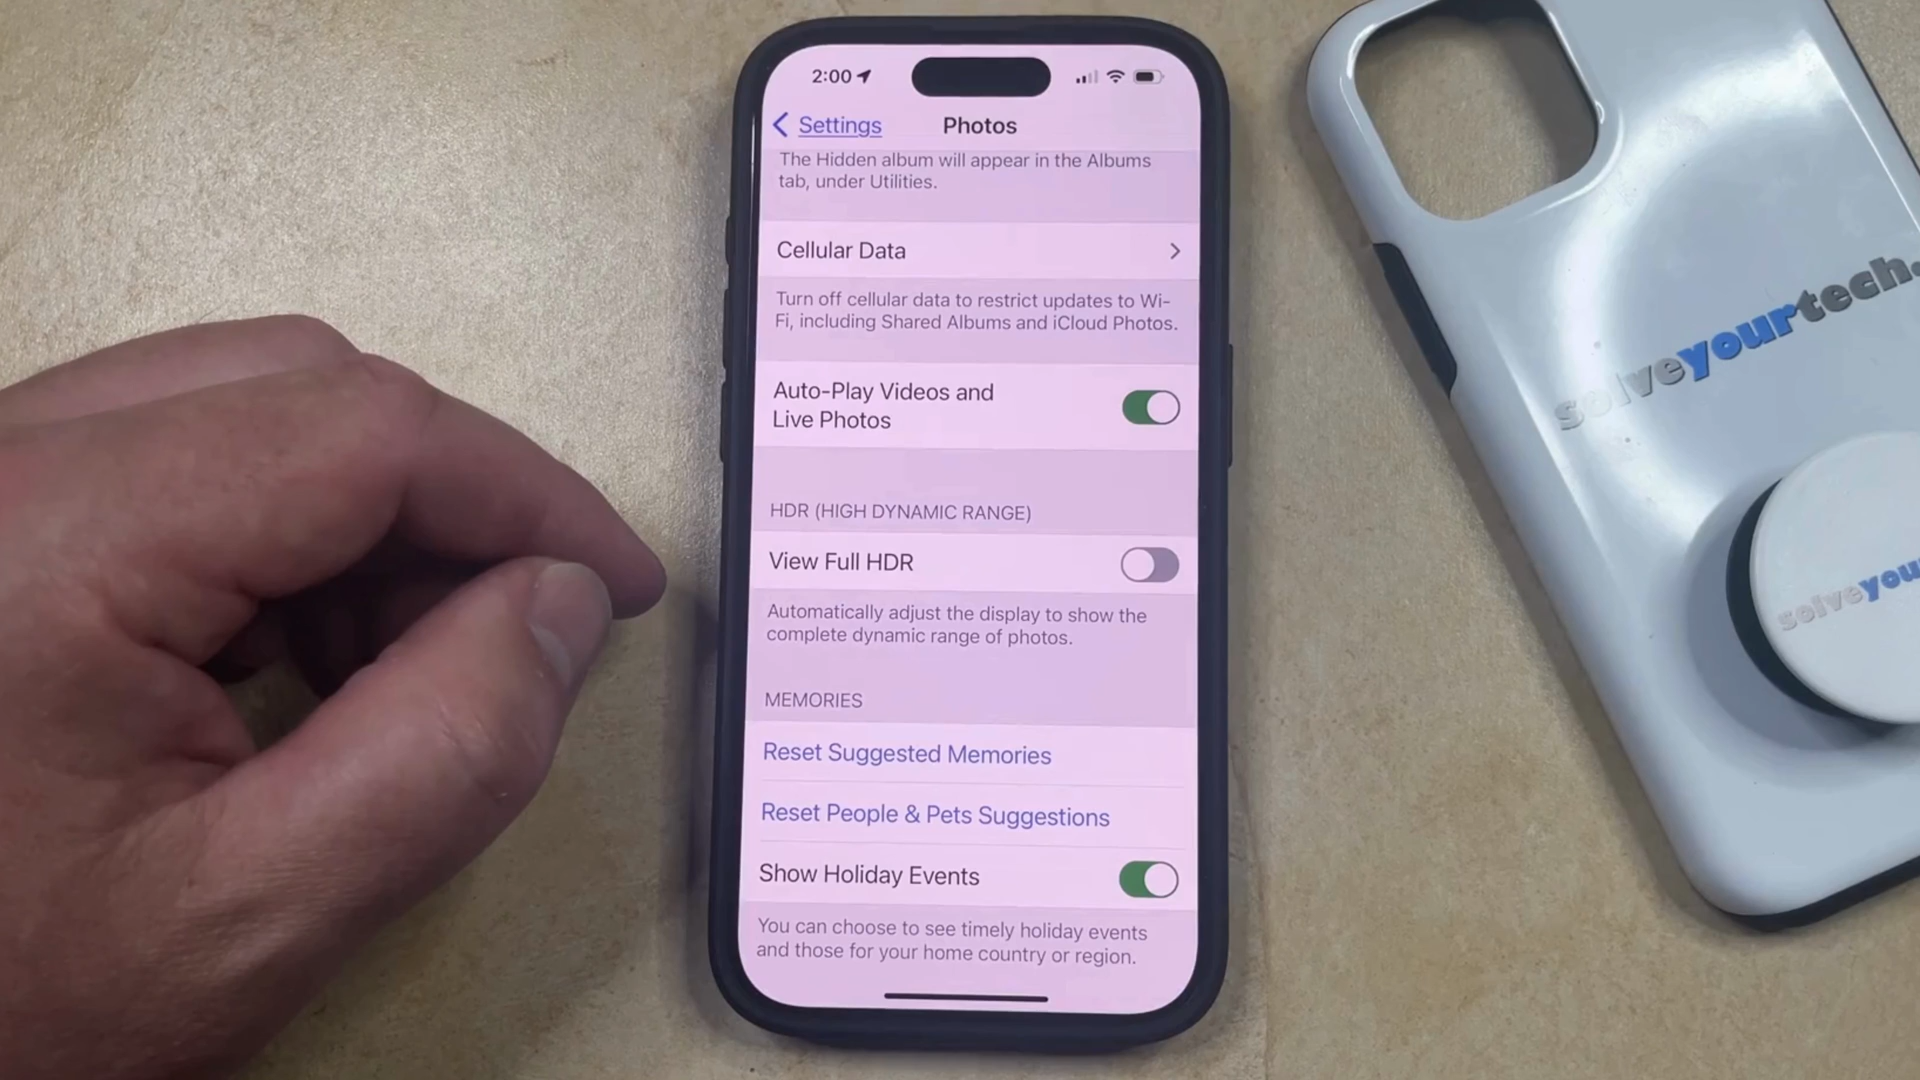 2:00
Settings
Photos
The Hidden album will appear in the Albums
tab, under Utilities.
Cellular Data
Turn off cellular data to restrict updates to Wi-
Fi, including Shared Albums and iCloud Photos.
Auto-Play Videos and
Live Photos
HDR (HIGH DYNAMIC RANGE)
View Full HDR
Automatically adjust the display to show the
complete dynamic range of photos.
MEMORIES
Reset Suggested Memories
Reset People & Pets Suggestions
Show Holiday Events
You can choose to see timely holiday events
and those for your home country or region.
solveyourtech.
solveyou